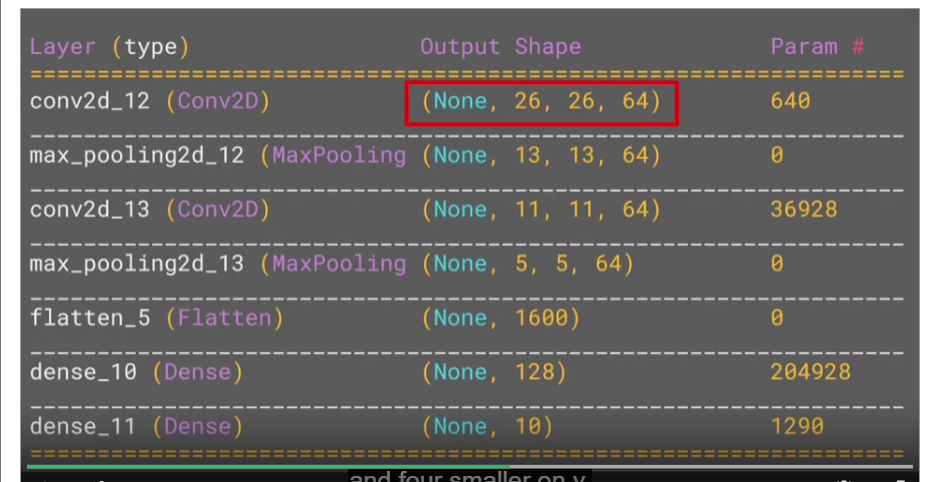 Layer (type) Output Shape Param #
=================================================================
conv2d_12 (Conv2D) (None, 26, 26, 64) 640
_________________________________________________________________
max_pooling2d_12 (MaxPooling (None, 13, 13, 64) 0
_________________________________________________________________
conv2d_13 (Conv2D) (None, 11, 11, 64) 36928
_________________________________________________________________
max_pooling2d_13 (MaxPooling (None, 5, 5, 64) 0
_________________________________________________________________
flatten_5 (Flatten) (None, 1600) 0
_________________________________________________________________
dense_10 (Dense) (None, 128) 204928
_________________________________________________________________
dense_11 (Dense) (None, 10) 1290
=================================================================
and four smaller on y